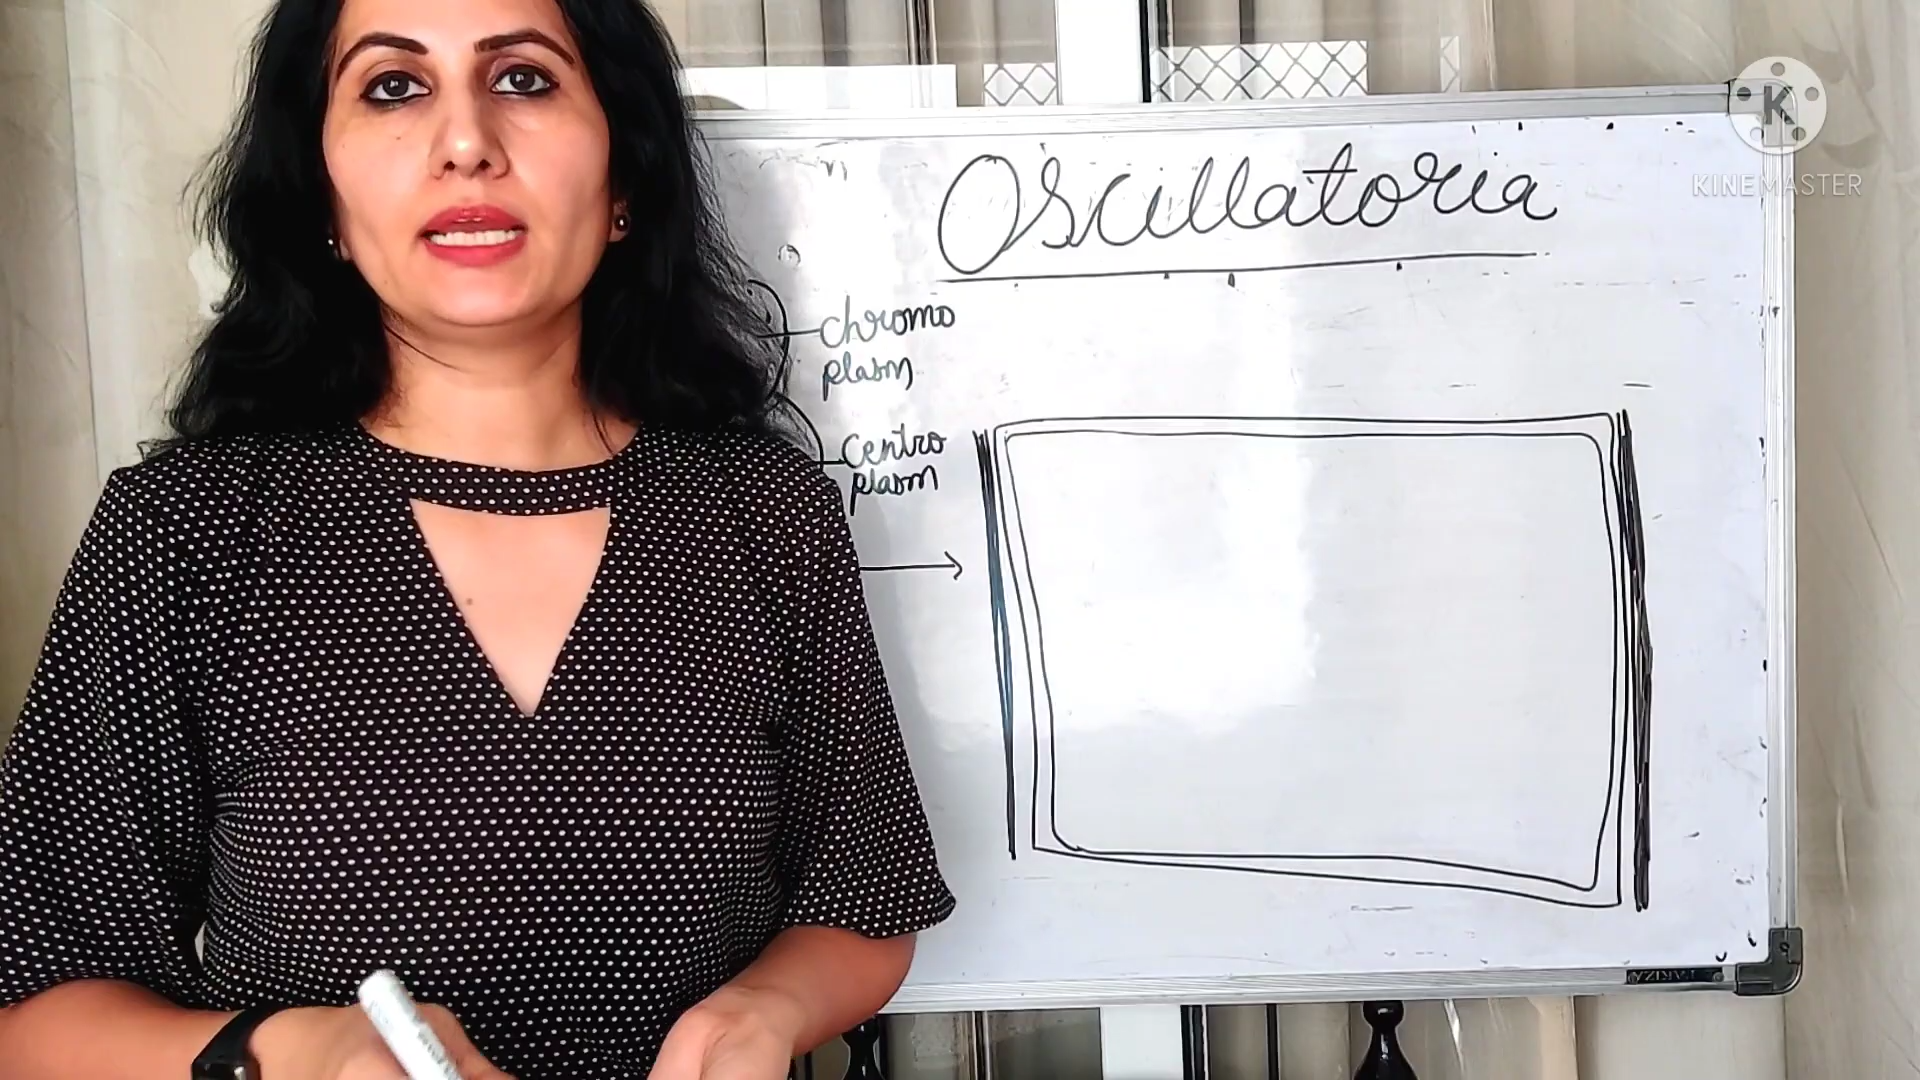 Oscillatoria
chromo
plasm
centro
plasm
K
KINEMASTER